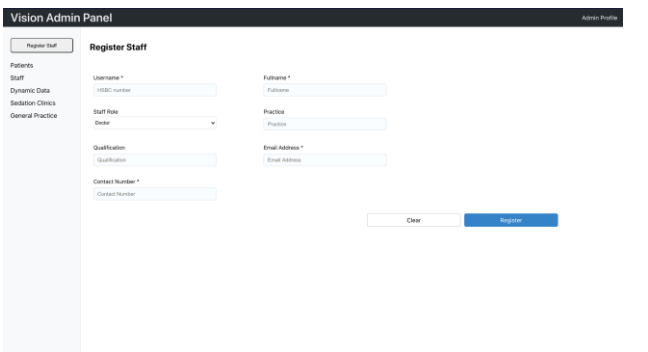 Vision Admin Panel
Admin Profile
Register Staff
Patients
Staff
Dynamic Data
Sedation Clinics
General Practice
Register Staff
Username *
HSBC number
Fullname *
Fullname
Staff Role
Doctor
Practice
Practice
Qualification
Qualification
Email Address *
Email Address
Contact Number *
Contact Number
Clear
Register